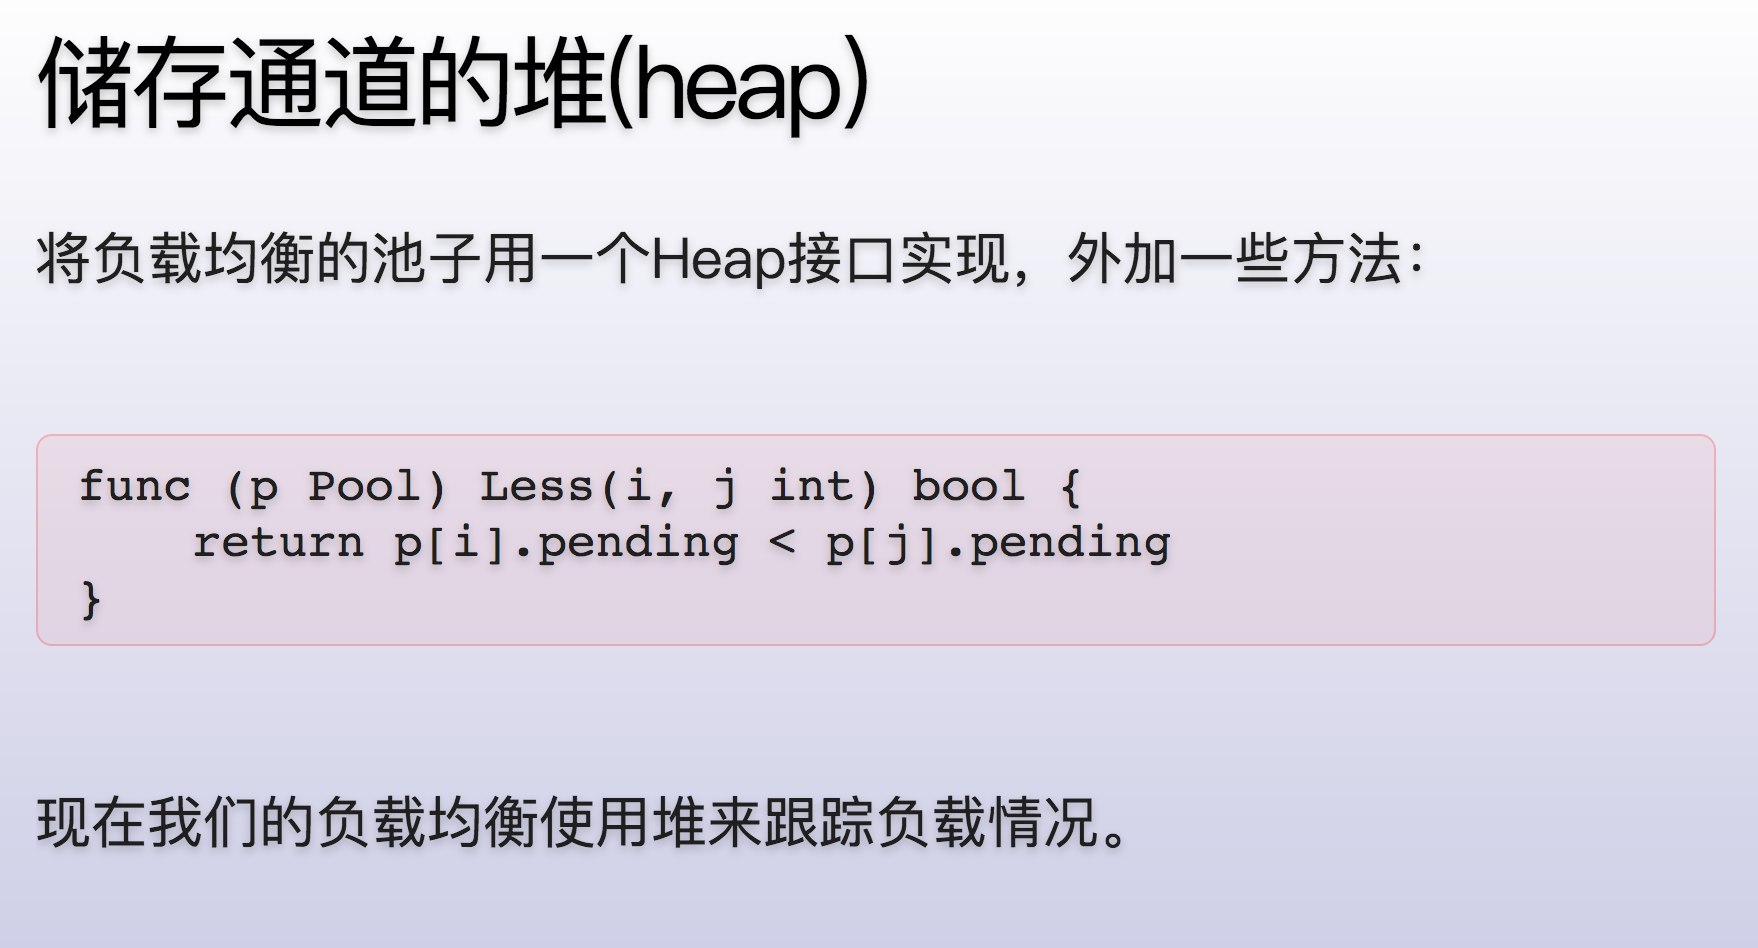 储存通道的堆(heap)
将负载均衡的池子用一个Heap接口实现，外加一些方法：
func (p Pool) Less(i, j int) bool {
    return p[i].pending < p[j].pending
}
现在我们的负载均衡使用堆来跟踪负载情况。